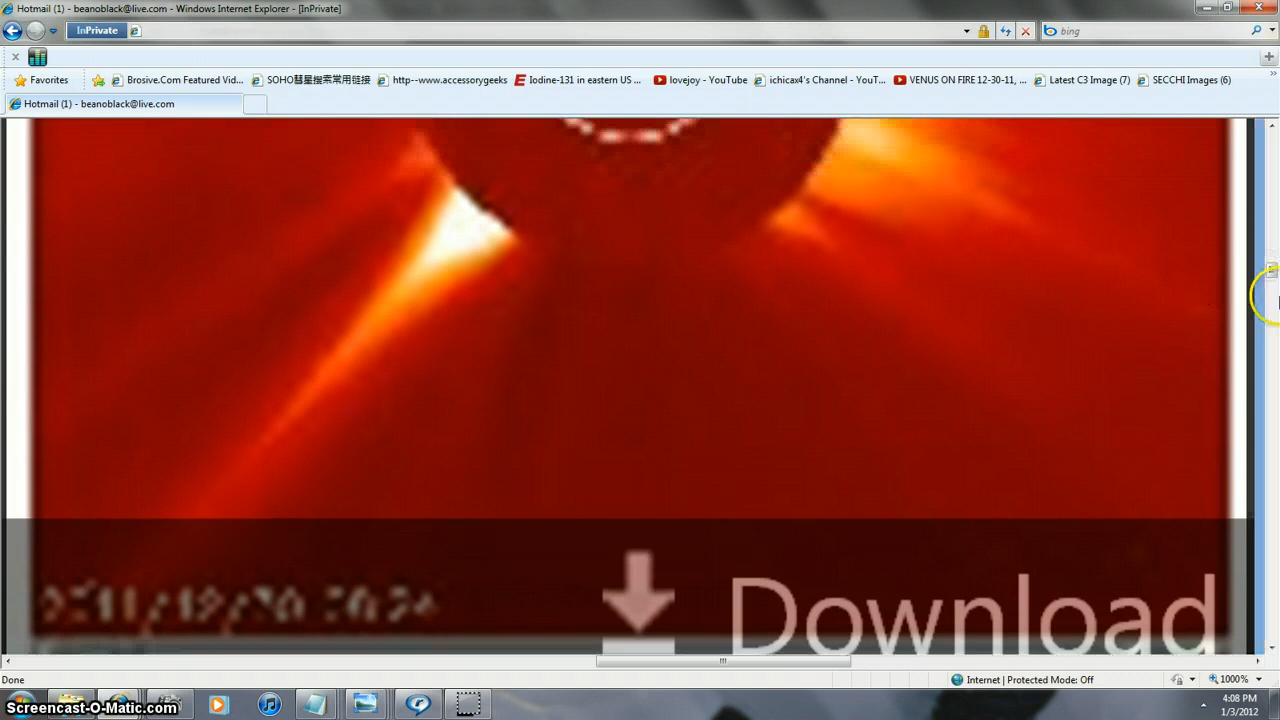 Hotmail (1) - beanoblack@live.com - Windows Internet Explorer - [InPrivate]
InPrivate
bing
Favorites
Brosive.Com Featured Vid...
SOHO彗星搜索常用链接
http--www.accessorygeeks
Iodine-131 in eastern US ...
lovejoy - YouTube
ichicax4's Channel - YouT...
VENUS ON FIRE 12-30-11, ...
Latest C3 Image (7)
SECCHI Images (6)
Hotmail (1) - beanoblack@live.com
Download
Done
Internet | Protected Mode: Off
1000%
Screencast-O-Matic.com
4:08 PM
1/3/2012